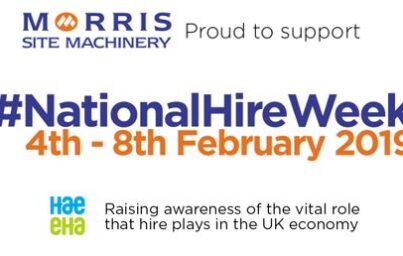 MORRIS
SITE MACHINERY
Proud to support
#NationalHireWeek
4th - 8th February 2019
Hae
eHa
Raising awareness of the vital role
that hire plays in the UK economy